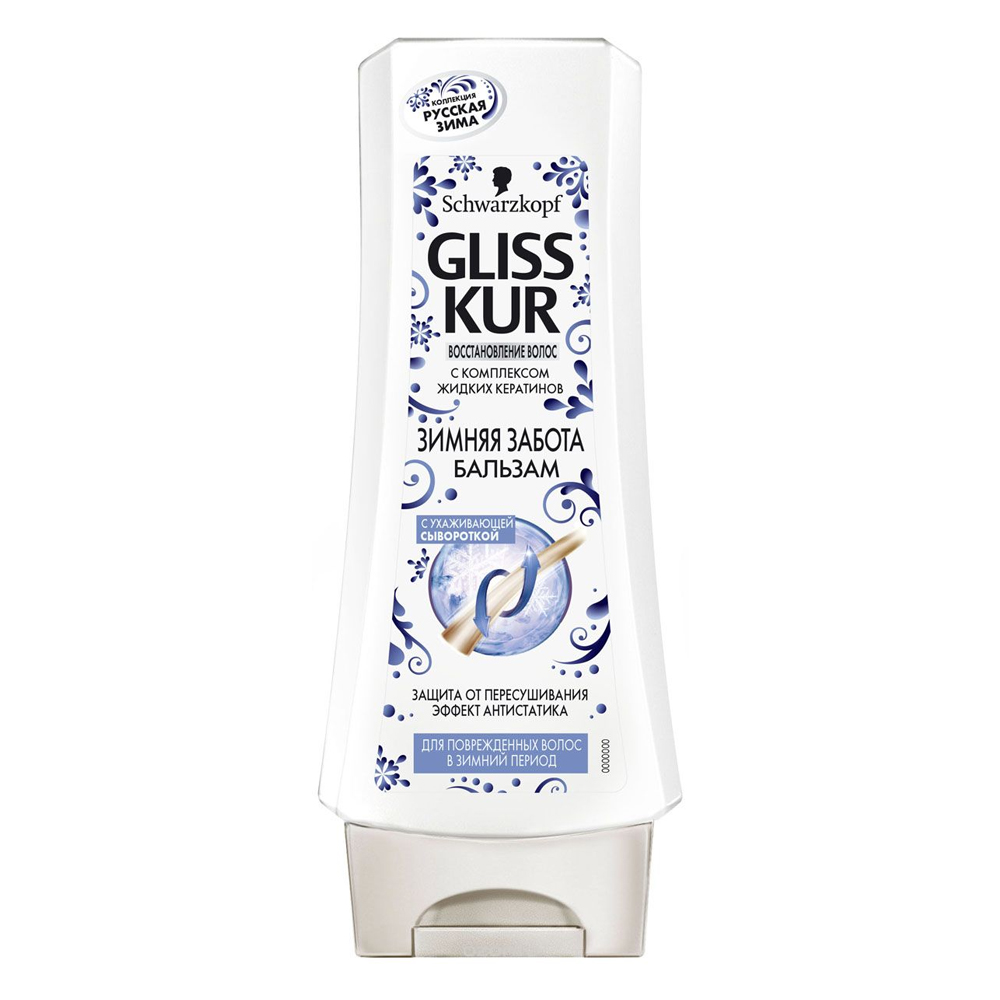 КОЛЛЕКЦИЯ
РУССКАЯ
ЗИМА
Schwarzkopf
GLISS
KUR
ВОССТАНОВЛЕНИЕ ВОЛОС
С КОМПЛЕКСОМ
ЖИДКИХ КЕРАТИНОВ
ЗИМНЯЯ ЗАБОТА
БАЛЬЗАМ
С УХАЖИВАЮЩЕЙ
СЫВОРОТКОЙ
ЗАЩИТА ОТ ПЕРЕСУШИВАНИЯ
ЭФФЕКТ АНТИСТАТИКА
ДЛЯ ПОВРЕЖДЕННЫХ ВОЛОС
В ЗИМНИЙ ПЕРИОД
0000000